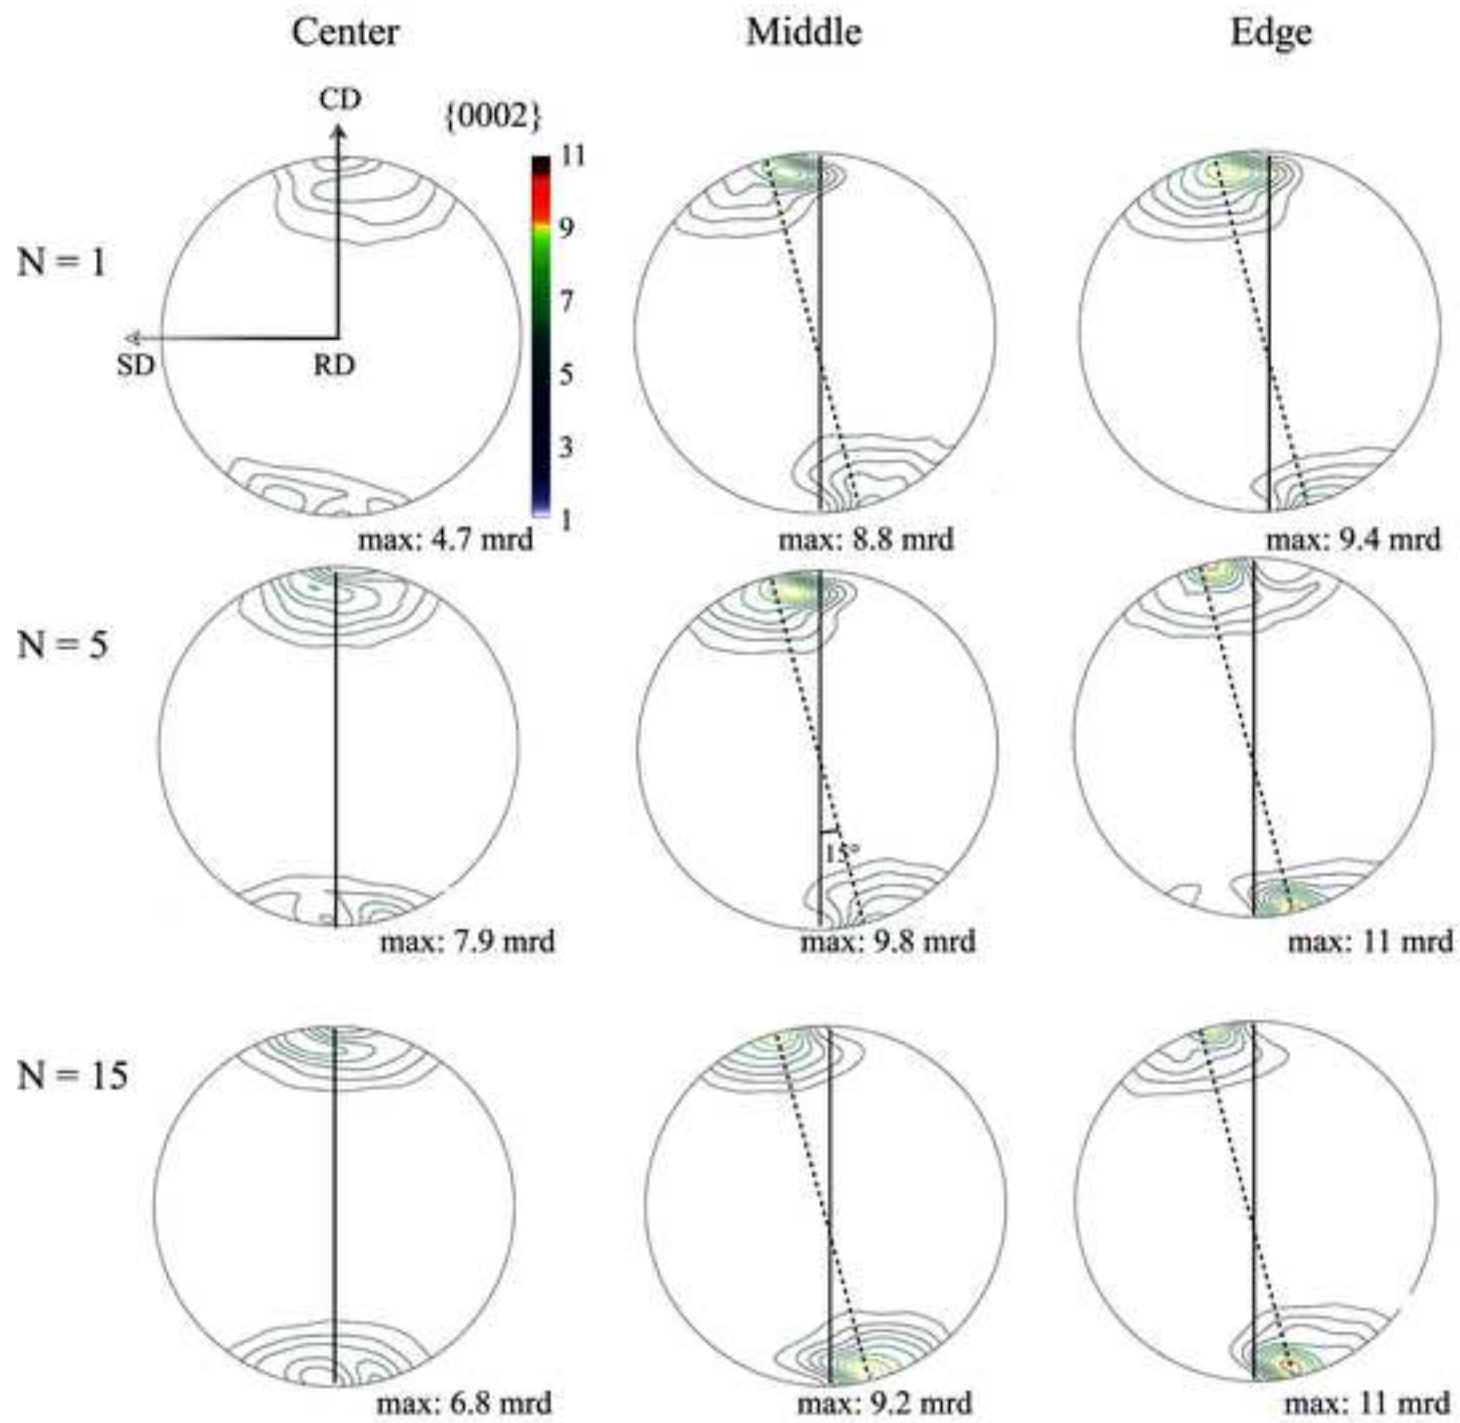 Center Middle Edge
CD
{0002}
11
9
N = 1
7
SD RD
5
3
1
max: 4.7 mrd max: 8.8 mrd max: 9.4 mrd
N = 5
15°
max: 7.9 mrd max: 9.8 mrd max: 11 mrd
N = 15
max: 6.8 mrd max: 9.2 mrd max: 11 mrd